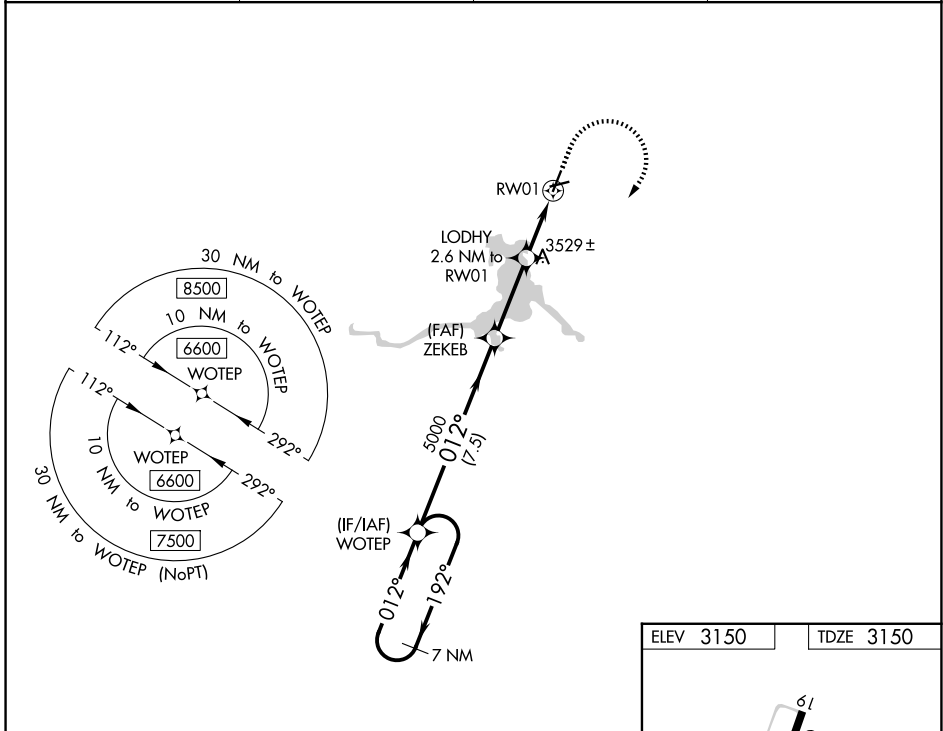 RW01
LODHY
2.6 NM to
RW01
3529 ±
(FAF)
ZEKEB
30 NM to WOTEP
8500
10 NM to WOTEP
6600
WOTEP
112°
292°
112°
292°
WOTEP
6600
10 NM to WOTEP
7500
30 NM to WOTEP (NoPT)
5000
012°
(7.5)
(IF/IAF)
WOTEP
012°
192°
7 NM
ELEV 3150
TDZE 3150
19